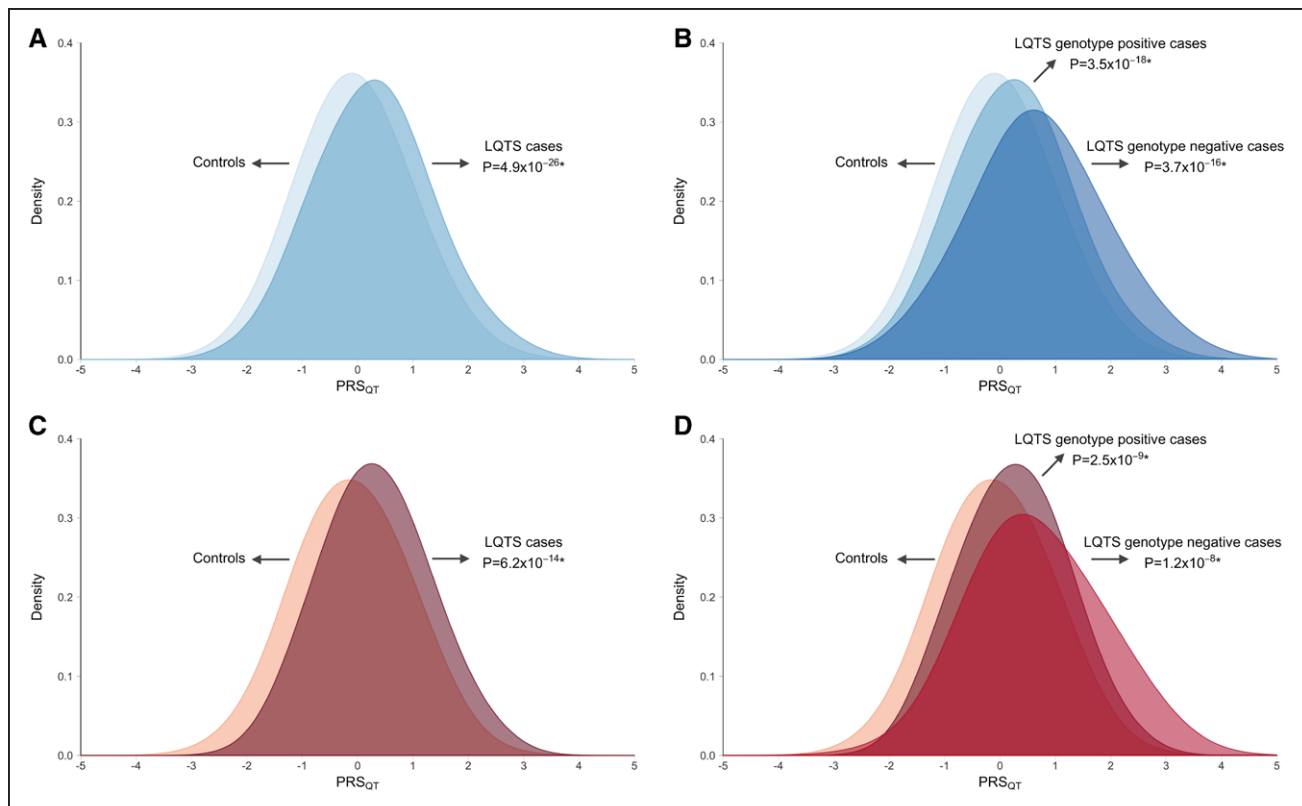 A
0.4
0.3
0.2
0.1
0.0
Density
Controls
LQTS cases
P=4.9x10⁻²⁶*
-5 -4 -3 -2 -1 0 1 2 3 4 5
PRS_QT
B
0.4
0.3
0.2
0.1
0.0
Density
LQTS genotype positive cases
P=3.5x10⁻¹⁸*
Controls
LQTS genotype negative cases
P=3.7x10⁻¹⁶*
-5 -4 -3 -2 -1 0 1 2 3 4 5
PRS_QT
C
0.4
0.3
0.2
0.1
0.0
Density
Controls
LQTS cases
P=6.2x10⁻¹⁴*
-5 -4 -3 -2 -1 0 1 2 3 4 5
PRS_QT
D
0.4
0.3
0.2
0.1
0.0
Density
LQTS genotype positive cases
P=2.5x10⁻⁹*
Controls
LQTS genotype negative cases
P=1.2x10⁻⁸*
-5 -4 -3 -2 -1 0 1 2 3 4 5
PRS_QT